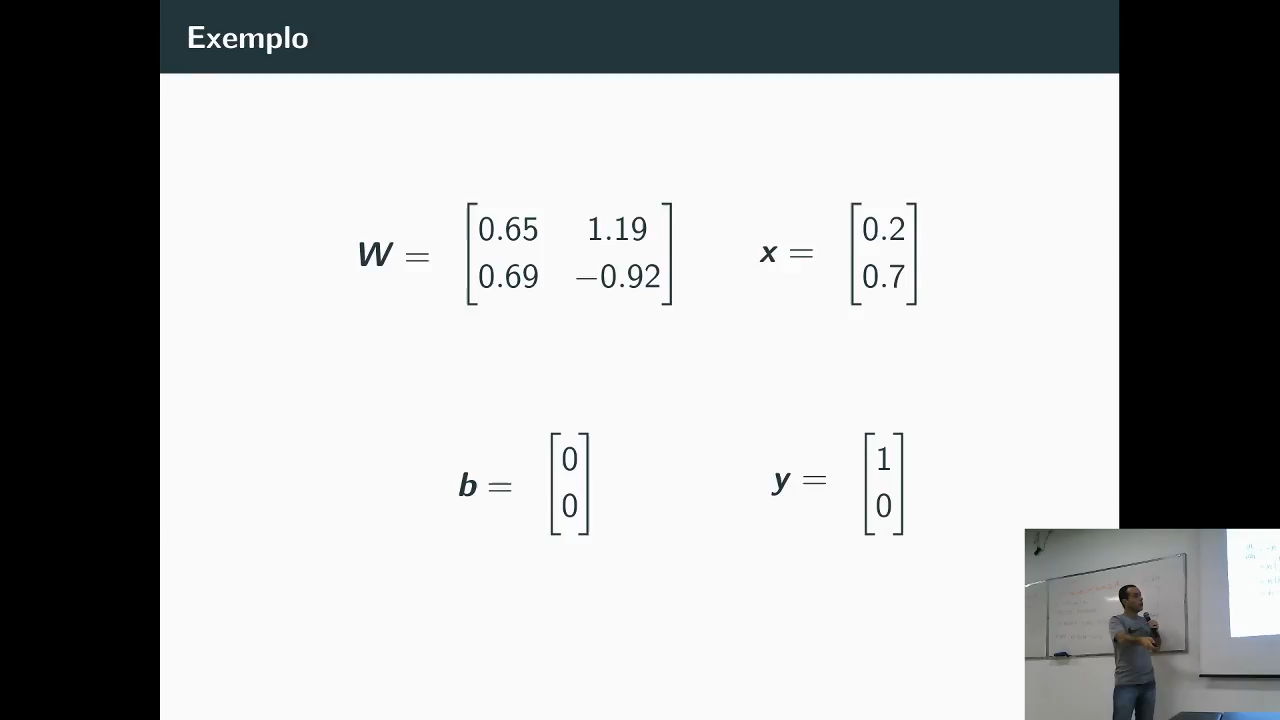 Exemplo
W = [0.65 1.19
0.69 −0.92]
x = [0.2
0.7]
b = [0
0]
y = [1
0]